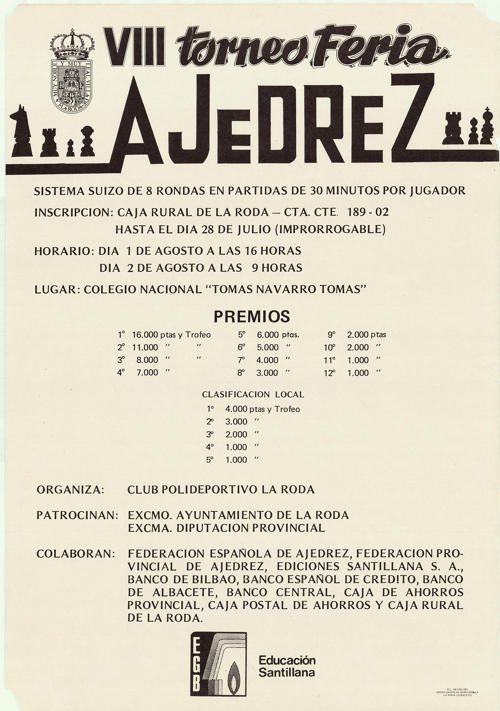 VIII torneo Feria
AJEDREZ
SISTEMA SUIZO DE 8 RONDAS EN PARTIDAS DE 30 MINUTOS POR JUGADOR
INSCRIPCION: CAJA RURAL DE LA RODA – CTA. CTE. 189 - 02
HASTA EL DIA 28 DE JULIO (IMPRORROGABLE)
HORARIO: DIA 1 DE AGOSTO A LAS 16 HORAS
DIA 2 DE AGOSTO A LAS 9 HORAS
LUGAR: COLEGIO NACIONAL "TOMAS NAVARRO TOMAS"
PREMIOS
1º 16.000 ptas y Trofeo 5º 6.000 ptas. 9º 2.000 ptas
2º 11.000 " " 6º 5.000 " 10º 2.000 "
3º 8.000 " " 7º 4.000 " 11º 1.000 "
4º 7.000 " 8º 3.000 " 12º 1.000 "
CLASIFICACION LOCAL
1º 4.000 ptas y Trofeo
2º 3.000 "
3º 2.000 "
4º 1.000 "
5º 1.000 "
ORGANIZA: CLUB POLIDEPORTIVO LA RODA
PATROCINAN: EXCMO. AYUNTAMIENTO DE LA RODA
EXCMA. DIPUTACION PROVINCIAL
COLABORAN: FEDERACION ESPAÑOLA DE AJEDREZ, FEDERACION PRO-
VINCIAL DE AJEDREZ, EDICIONES SANTILLANA S. A.,
BANCO DE BILBAO, BANCO ESPAÑOL DE CREDITO, BANCO
DE ALBACETE, BANCO CENTRAL, CAJA DE AHORROS
PROVINCIAL, CAJA POSTAL DE AHORROS Y CAJA RURAL
DE LA RODA.
EGB
Educación
Santillana